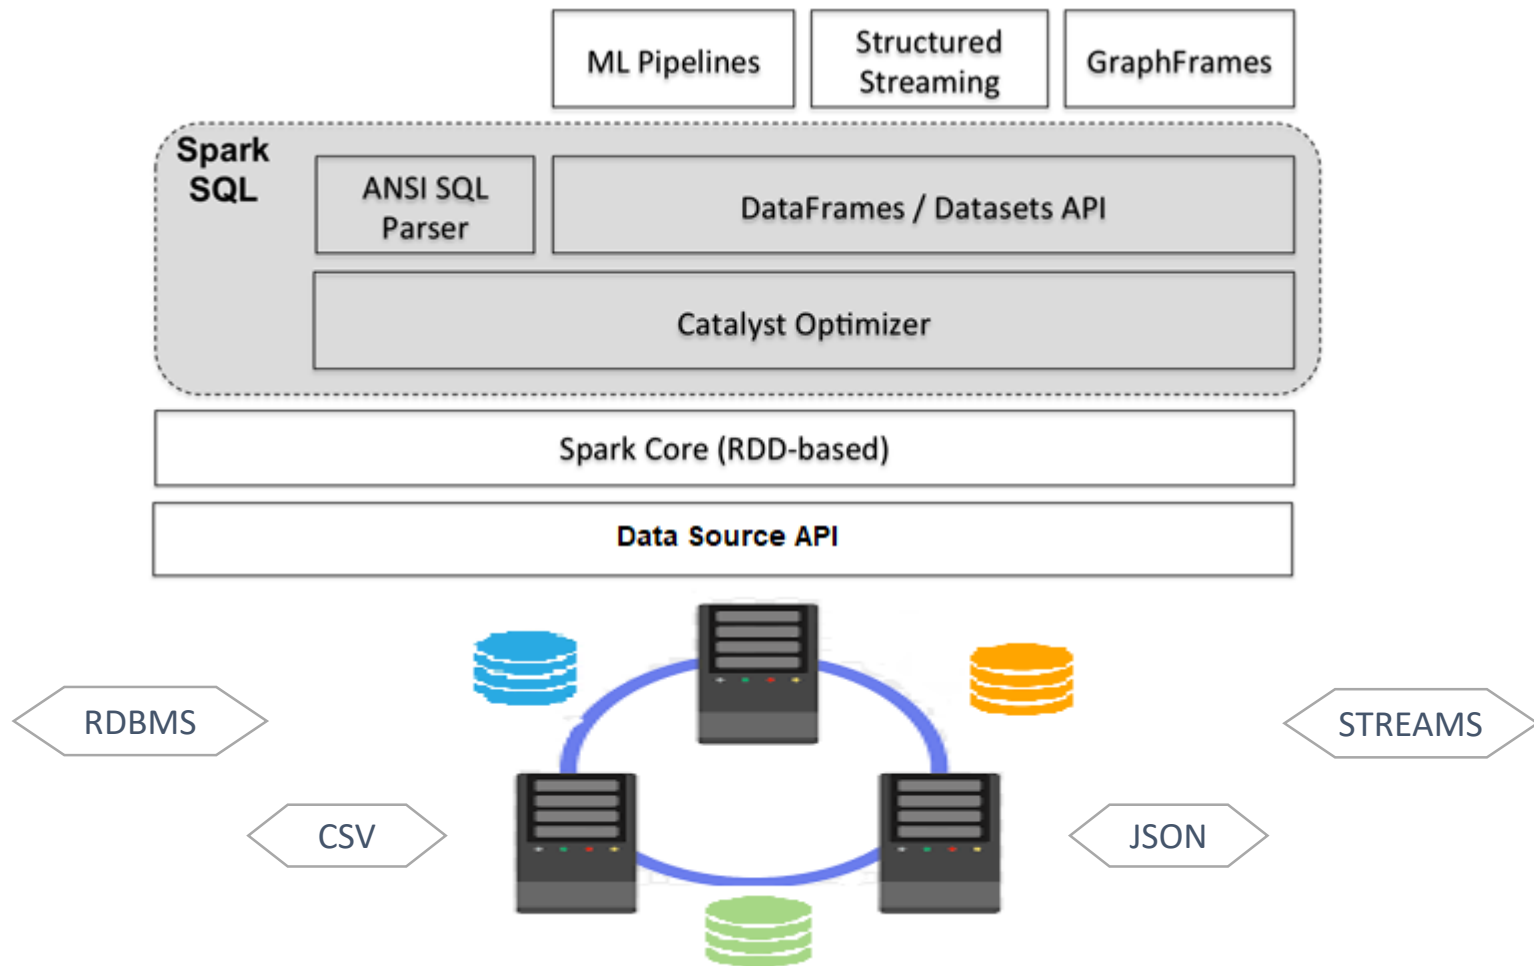 ML Pipelines
Structured
Streaming
GraphFrames
Spark
SQL
ANSI SQL
Parser
DataFrames / Datasets API
Catalyst Optimizer
Spark Core (RDD-based)
Data Source API
RDBMS
STREAMS
CSV
JSON